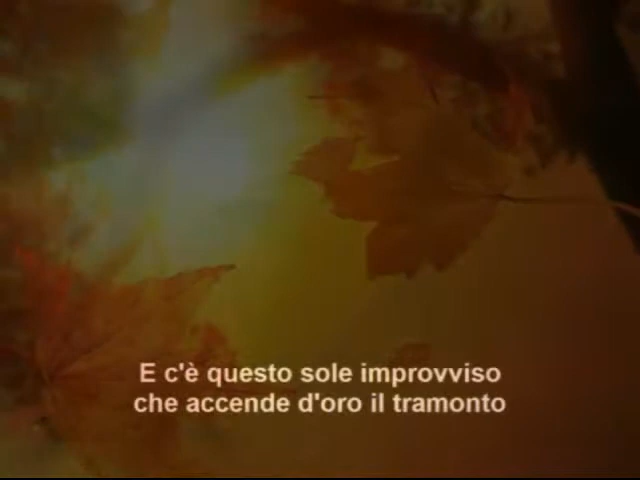 E c'è questo sole improvviso
che accende d'oro il tramonto